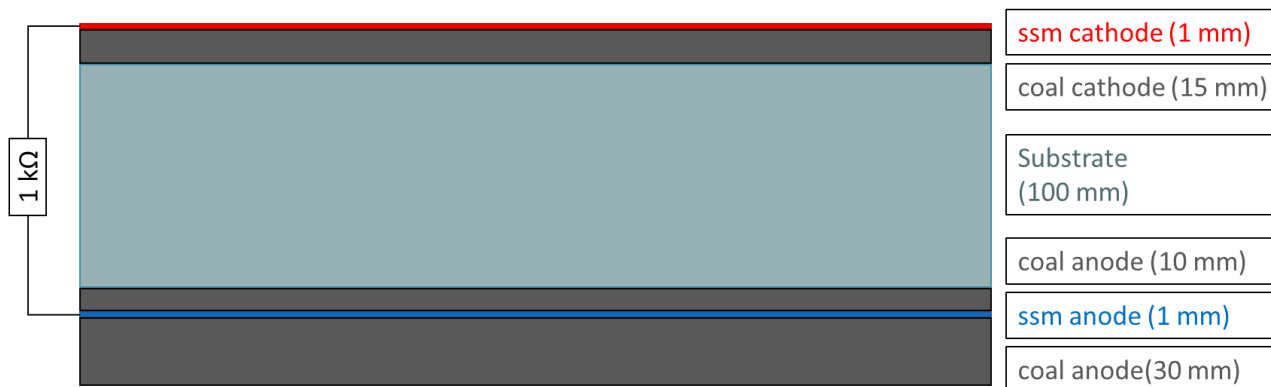 ssm cathode (1 mm)
coal cathode (15 mm)
1 kΩ
Substrate
(100 mm)
coal anode (10 mm)
ssm anode (1 mm)
coal anode(30 mm)